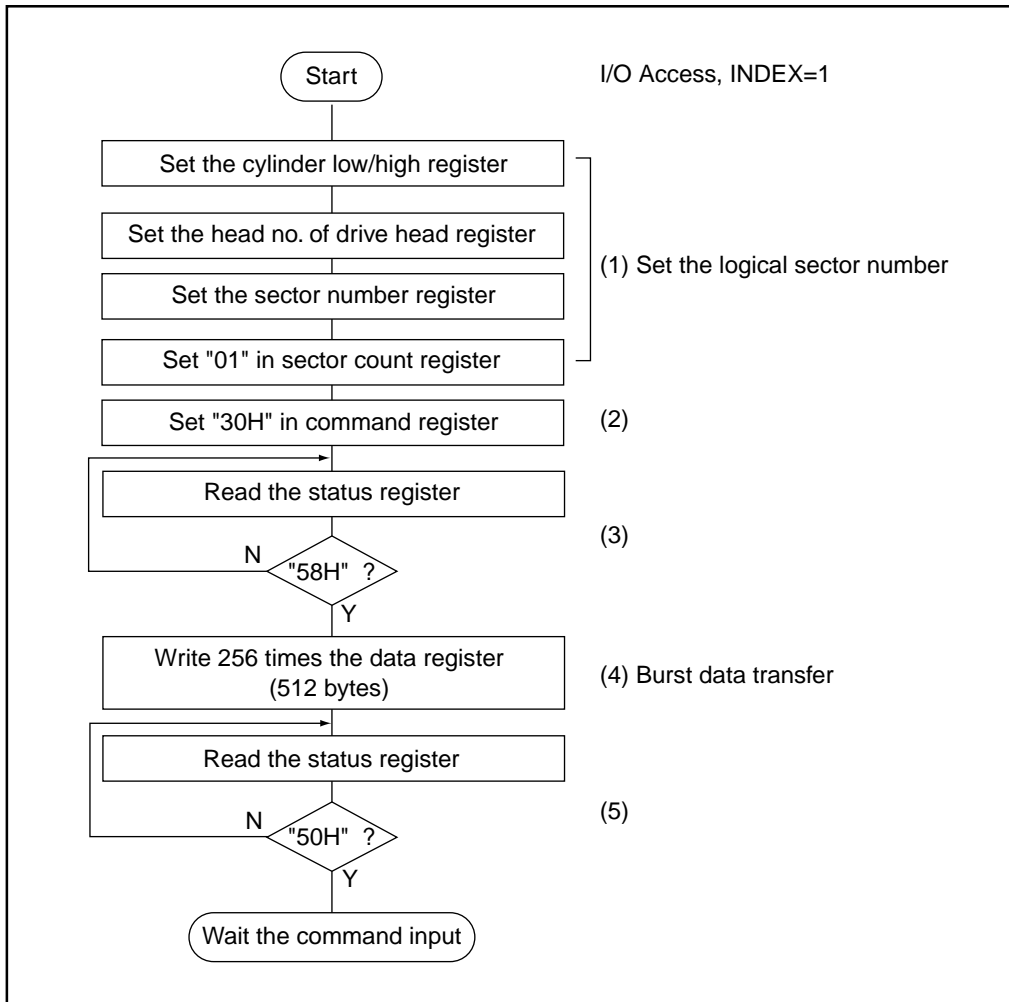 Start
I/O Access, INDEX=1
Set the cylinder low/high register
Set the head no. of drive head register
(1) Set the logical sector number
Set the sector number register
Set "01" in sector count register
Set "30H" in command register
(2)
Read the status register
(3)
N
"58H" ?
Y
Write 256 times the data register
(512 bytes)
(4) Burst data transfer
Read the status register
(5)
N
"50H" ?
Y
Wait the command input